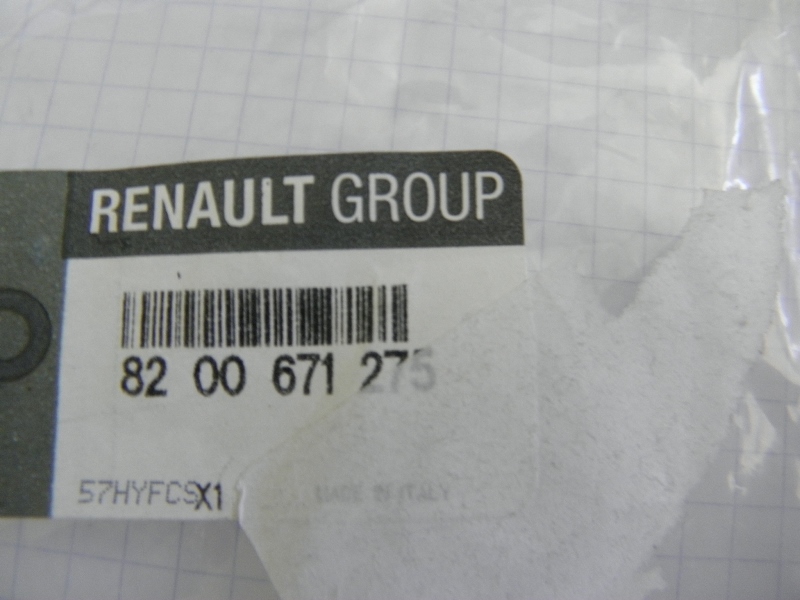 RENAULT GROUP
82 00 671 275
57HYFCSX1
MADE IN ITALY